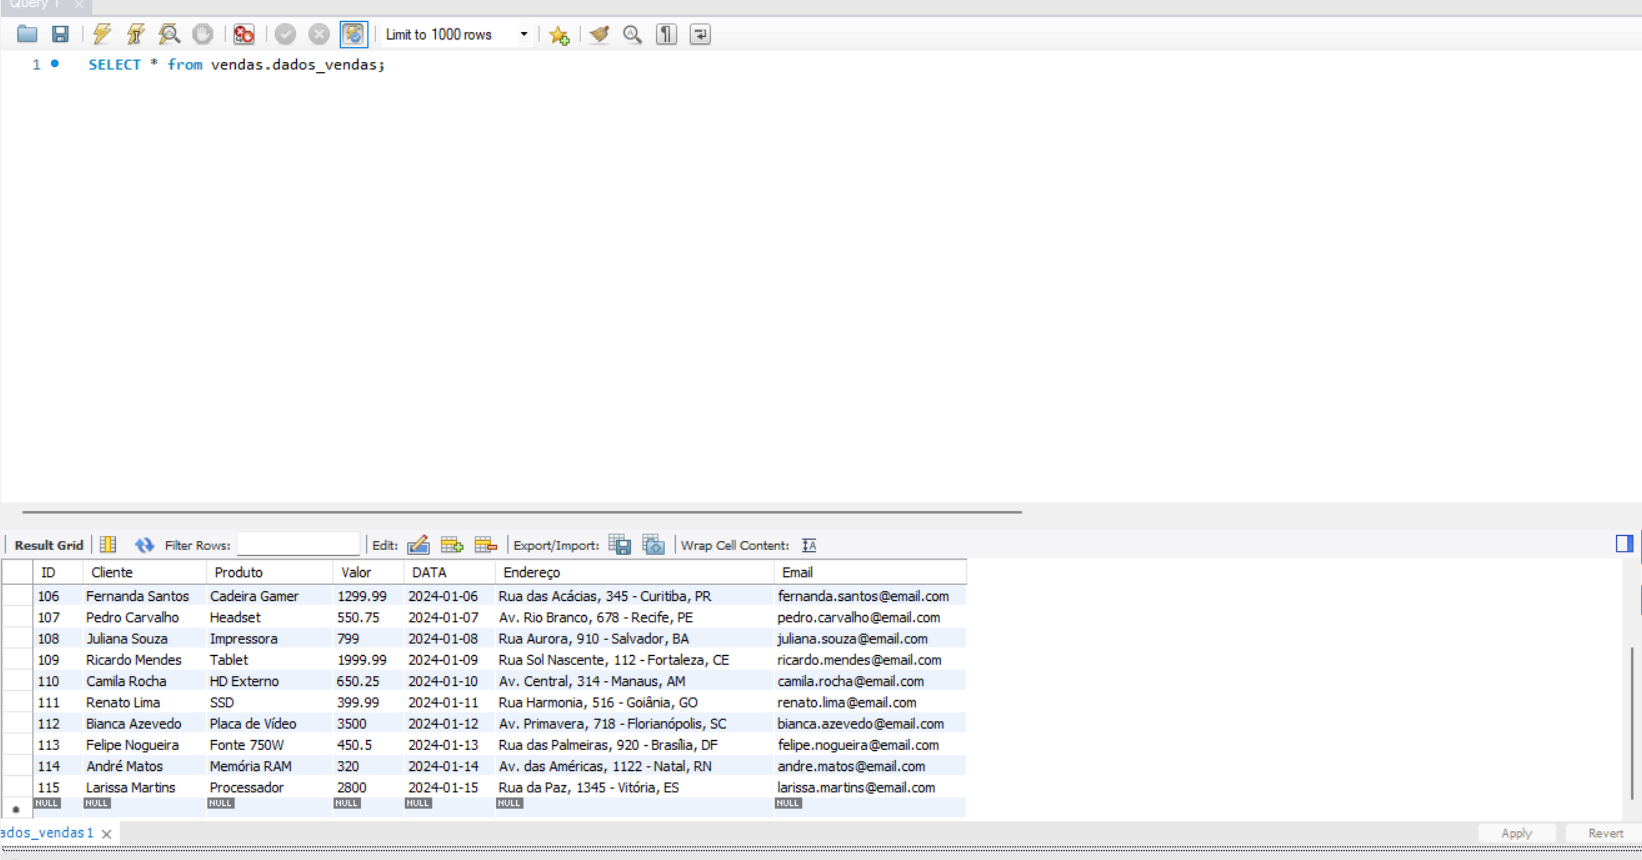 Query 1
Limit to 1000 rows
1 SELECT * from vendas.dados_vendas;
Result Grid Filter Rows: Edit: Export/Import: Wrap Cell Content:
ID Cliente Produto Valor DATA Endereço Email
106 Fernanda Santos Cadeira Gamer 1299.99 2024-01-06 Rua das Acácias, 345 - Curitiba, PR fernanda.santos@email.com
107 Pedro Carvalho Headset 550.75 2024-01-07 Av. Rio Branco, 678 - Recife, PE pedro.carvalho@email.com
108 Juliana Souza Impressora 799 2024-01-08 Rua Aurora, 910 - Salvador, BA juliana.souza@email.com
109 Ricardo Mendes Tablet 1999.99 2024-01-09 Rua Sol Nascente, 112 - Fortaleza, CE ricardo.mendes@email.com
110 Camila Rocha HD Externo 650.25 2024-01-10 Av. Central, 314 - Manaus, AM camila.rocha@email.com
111 Renato Lima SSD 399.99 2024-01-11 Rua Harmonia, 516 - Goiânia, GO renato.lima@email.com
112 Bianca Azevedo Placa de Vídeo 3500 2024-01-12 Av. Primavera, 718 - Florianópolis, SC bianca.azevedo@email.com
113 Felipe Nogueira Fonte 750W 450.5 2024-01-13 Rua das Palmeiras, 920 - Brasília, DF felipe.nogueira@email.com
114 André Matos Memória RAM 320 2024-01-14 Av. das Américas, 1122 - Natal, RN andre.matos@email.com
115 Larissa Martins Processador 2800 2024-01-15 Rua da Paz, 1345 - Vitória, ES larissa.martins@email.com
NULL NULL NULL NULL NULL NULL NULL
ados_vendas1 Apply Revert